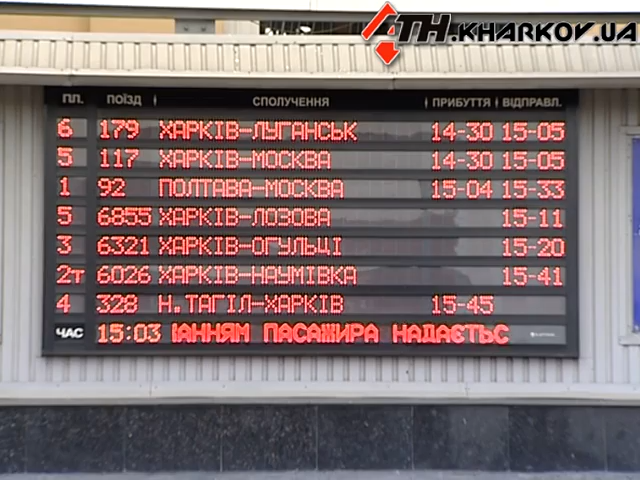 ATH.KHARKOV.UA
ПЛ. ПОЇЗД СПОЛУЧЕННЯ ПРИБУТТЯ ВІДПРАВЛ.
6 179 ХАРКІВ-ЛУГАНСЬК 14-30 15-05
5 117 ХАРКІВ-МОСКВА 14-30 15-05
1 92 ПОЛТАВА-МОСКВА 15-04 15-33
5 6855 ХАРКІВ-ЛОЗОВА 15-11
3 6321 ХАРКІВ-ОГУЛЬЦІ 15-20
2т 6026 ХАРКІВ-НАУМІВКА 15-41
4 328 Н.ТАГІЛ-ХАРКІВ 15-45
ЧАС 15:03 ІАННЯМ ПАСАЖИРА НАДАЄТЬС